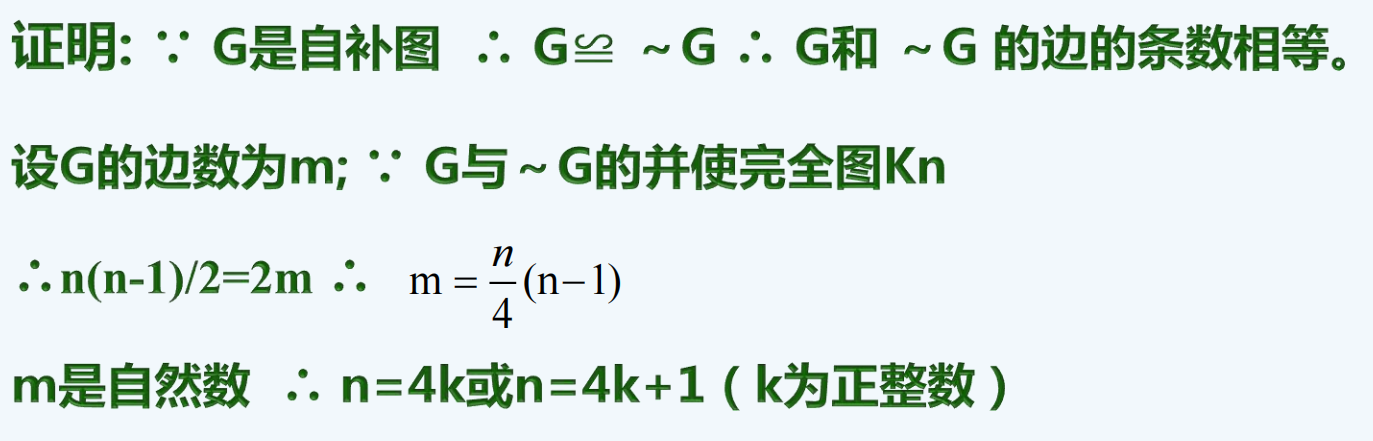 证明: ∵ G是自补图 ∴ G≌ ~G ∴ G和 ~G 的边的条数相等。
设G的边数为m; ∵ G与~G的并使完全图Kn
∴n(n-1)/2=2m ∴ m = n/4 (n−1)
m是自然数 ∴ n=4k或n=4k+1（k为正整数）